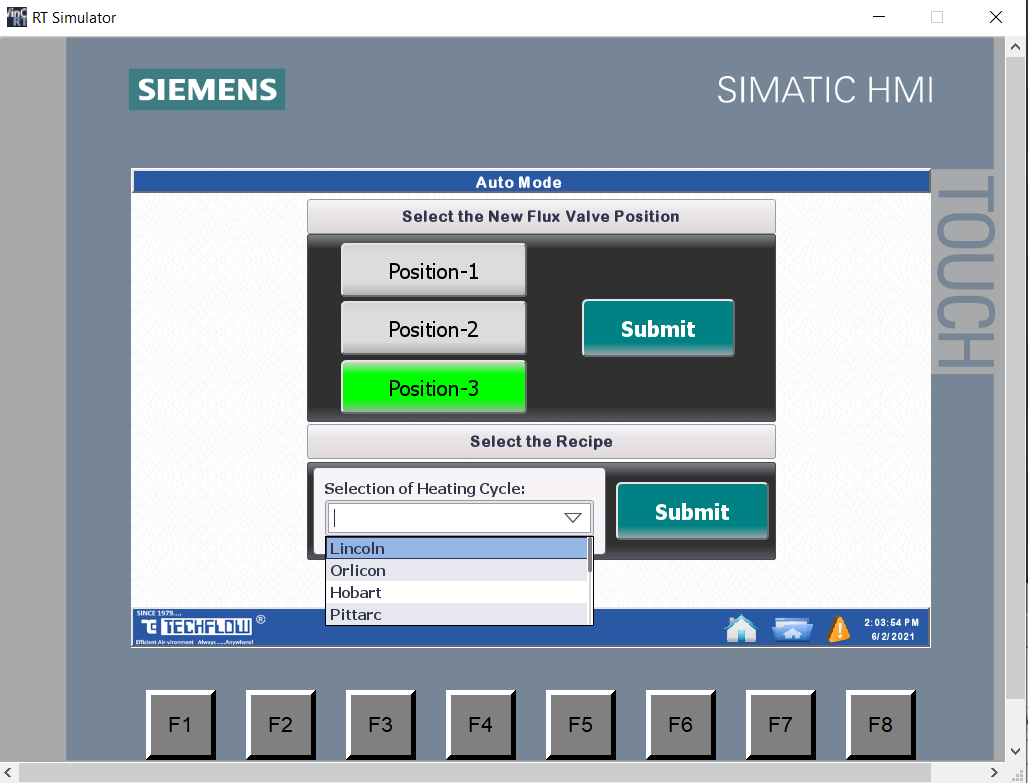 RT Simulator
SIEMENS
SIMATIC HMI
TOUCH
Auto Mode
Select the New Flux Valve Position
Position-1
Position-2
Submit
Position-3
Select the Recipe
Selection of Heating Cycle:
Submit
Lincoln
Orlicon
Hobart
Pittarc
SINCE 1979....
TECHFLOW ®
Efficient Air-vironment Always .....Anywhere!
2:03:54 PM
6/2/2021
F1 F2 F3 F4 F5 F6 F7 F8